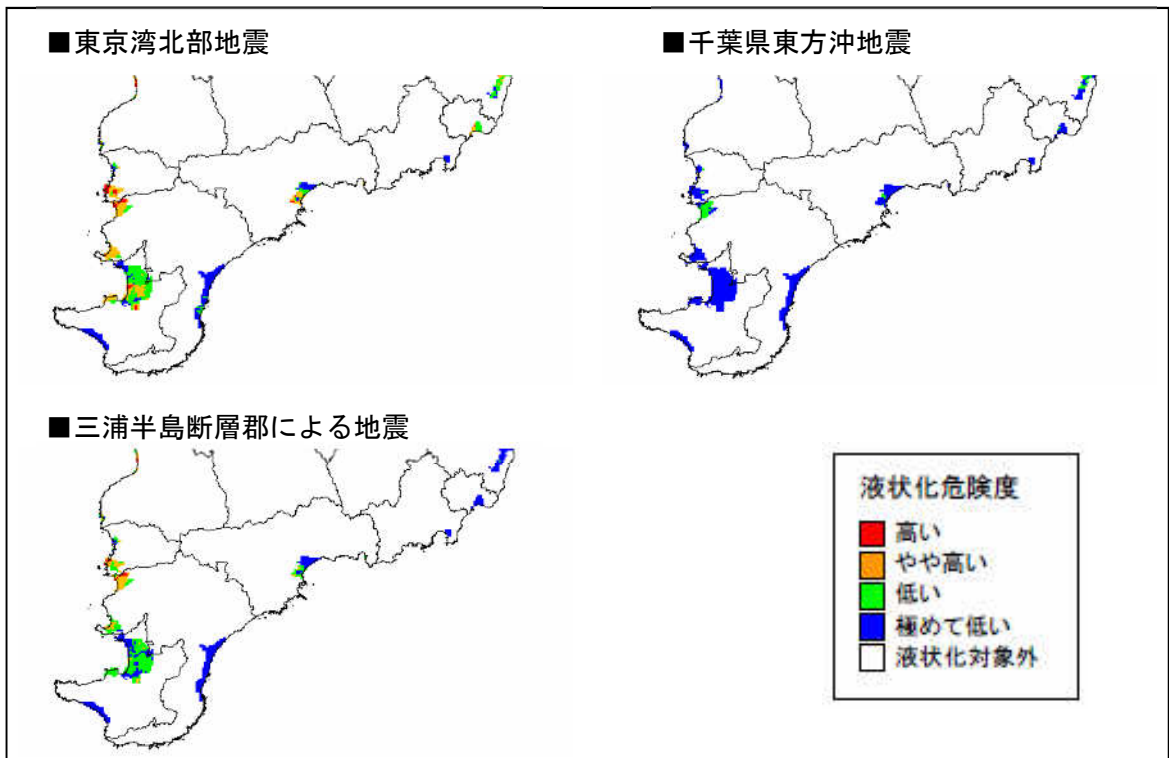 ■東京湾北部地震
■千葉県東方沖地震
■三浦半島断層郡による地震
液状化危険度
高い
やや高い
低い
極めて低い
液状化対象外